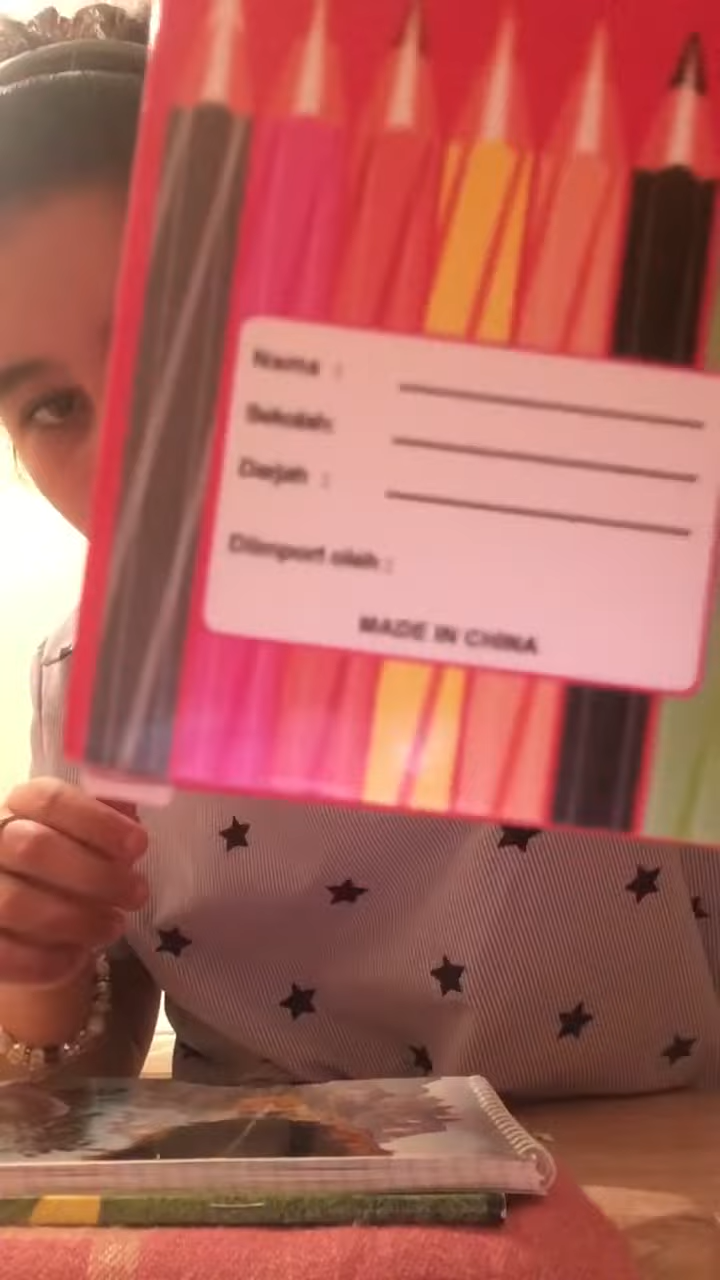 Nama :
Sekolah:
Darjah :
Diimport oleh :
MADE IN CHINA